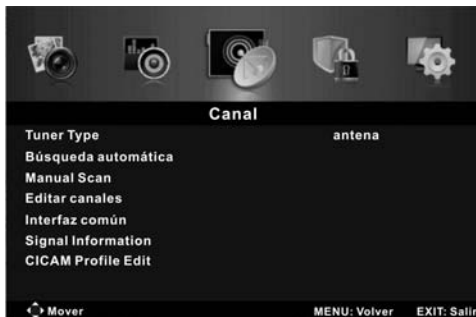 Canal
Tuner Type antena
Búsqueda automática
Manual Scan
Editar canales
Interfaz común
Signal Information
CICAM Profile Edit
Mover MENU: Volver EXIT: Salir